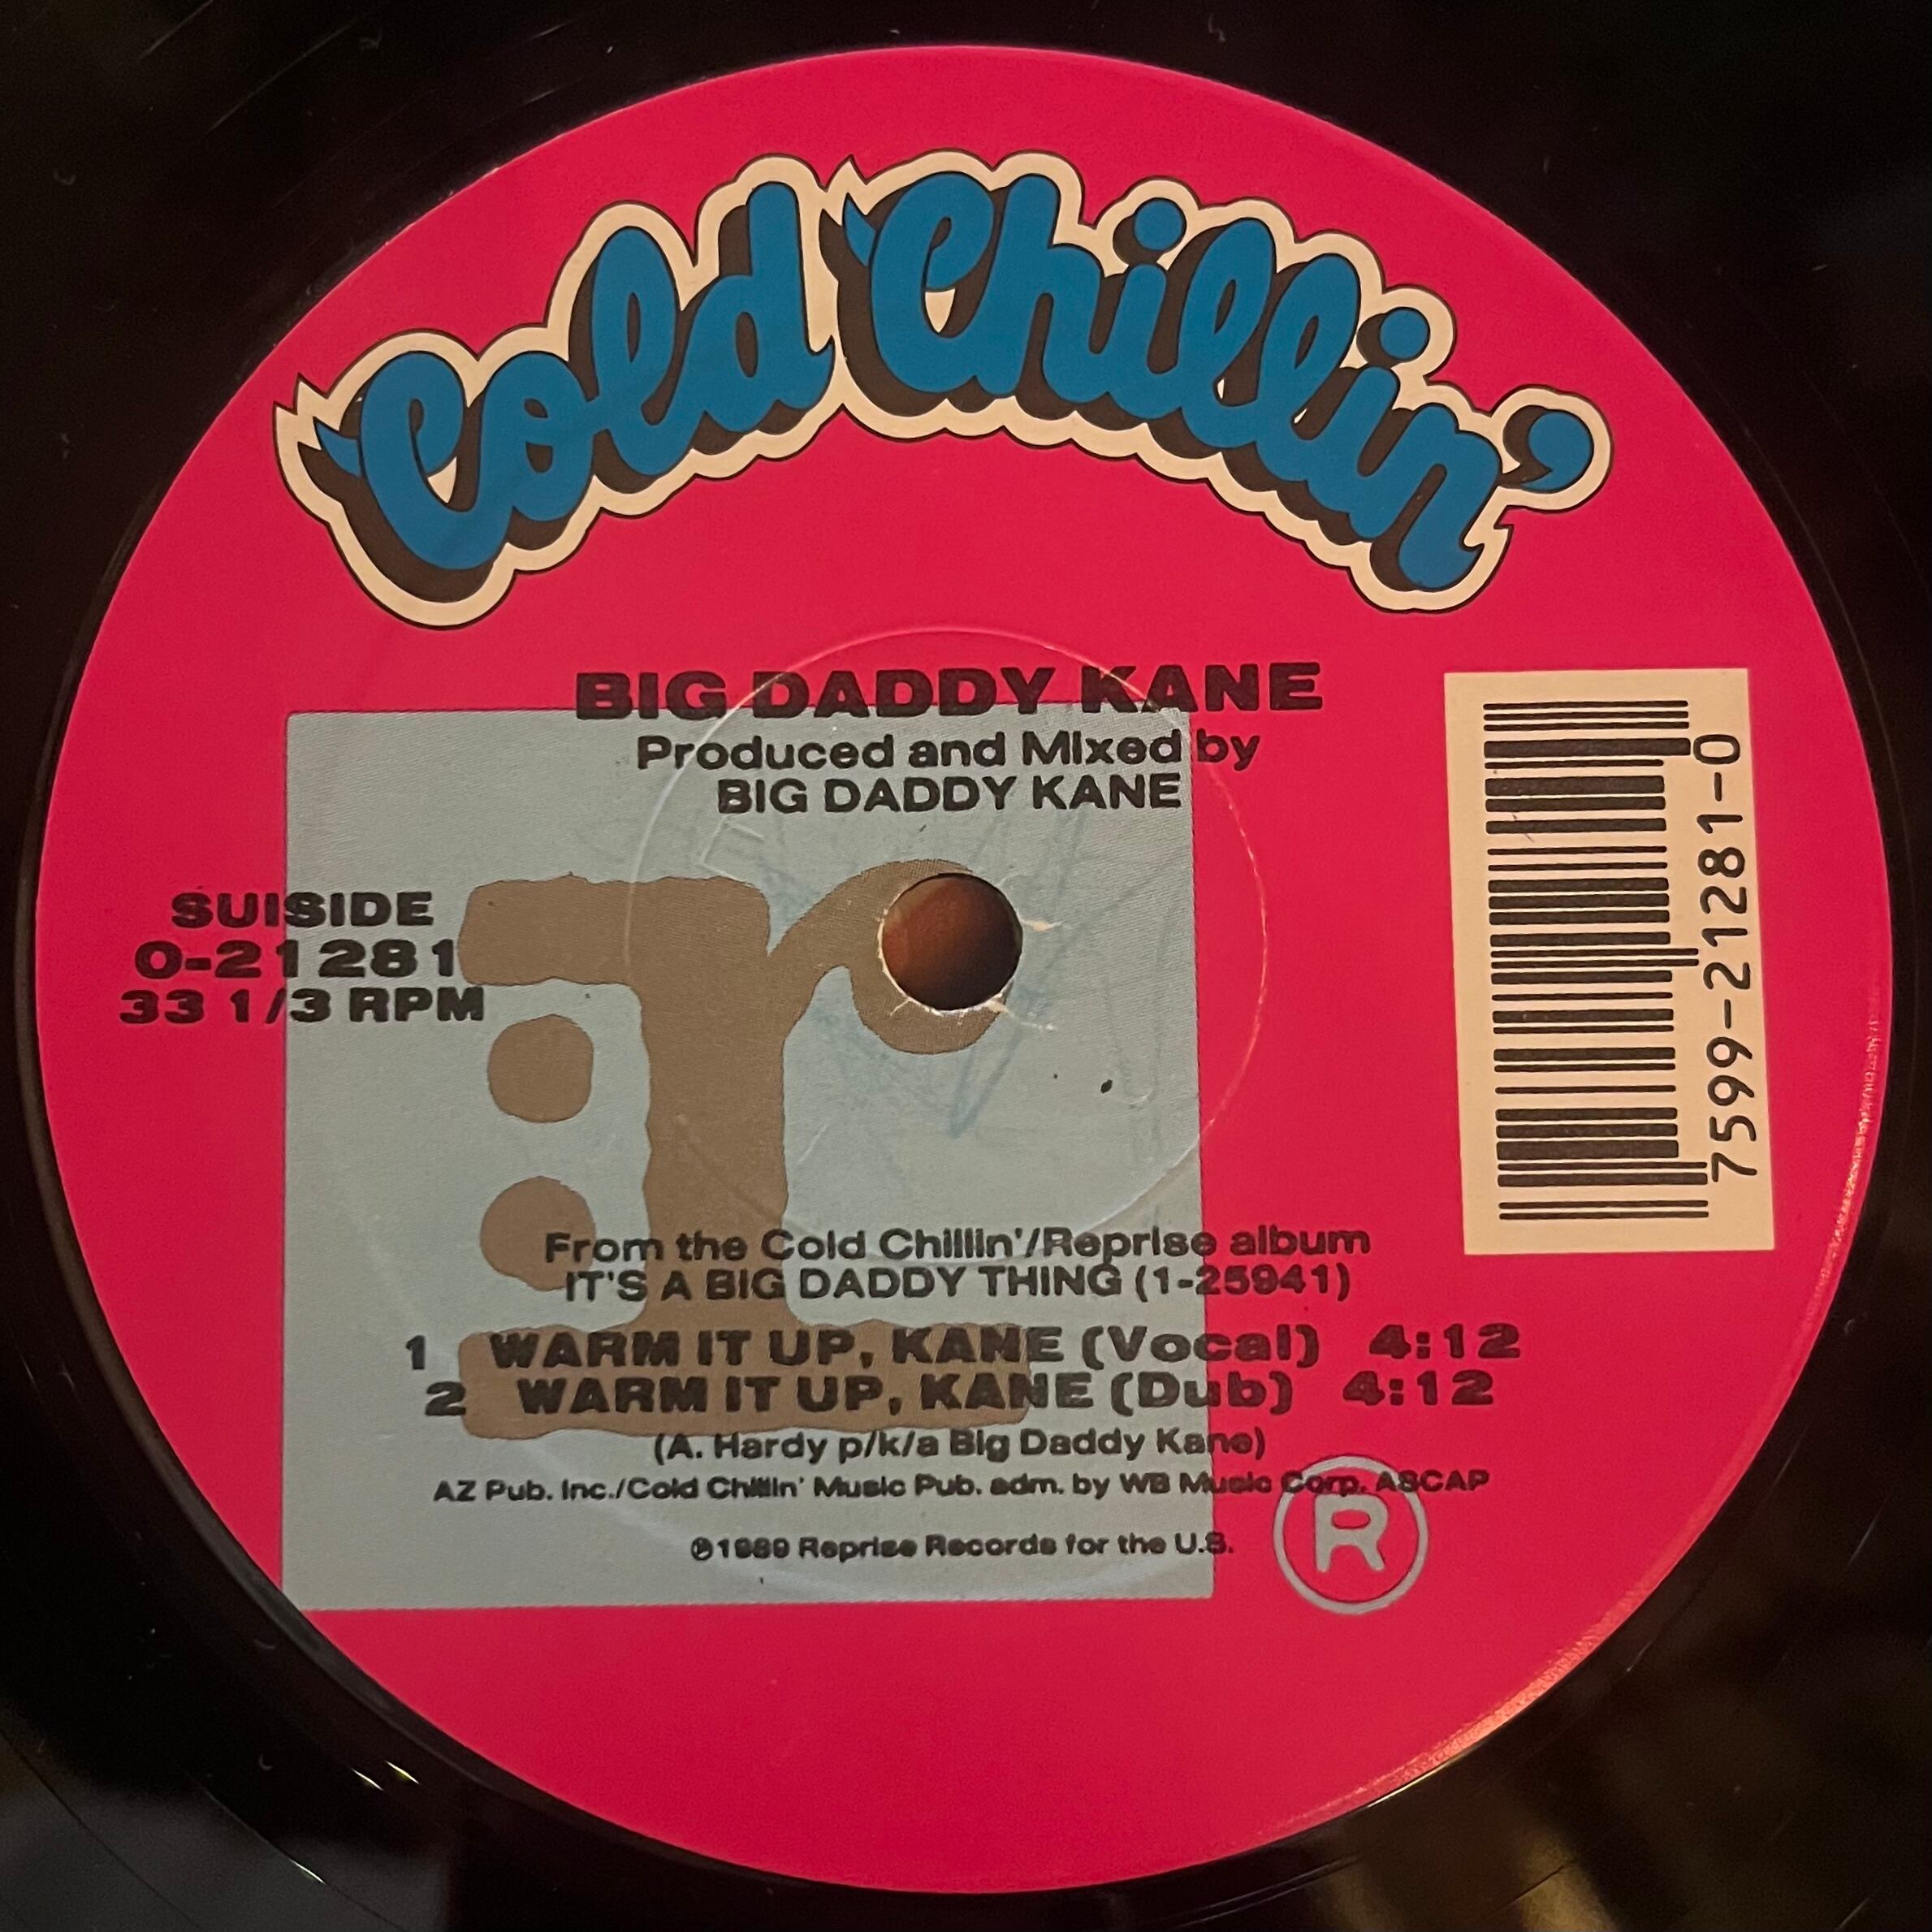 Cold Chillin'
BIG DADDY KANE
Produced and Mixed by
BIG DADDY KANE
SUISIDE
0-21281
33 1/3 RPM
7599-21281-0
r
From the Cold Chillin'/Reprise album
IT'S A BIG DADDY THING (1-25941)
1 WARM IT UP, KANE (Vocal) 4:12
2 WARM IT UP, KANE (Dub) 4:12
(A. Hardy p/k/a Big Daddy Kane)
AZ Pub. Inc./Cold Chillin' Music Pub. adm. by WB Music Corp. ASCAP
℗1989 Reprise Records for the U.S.
R